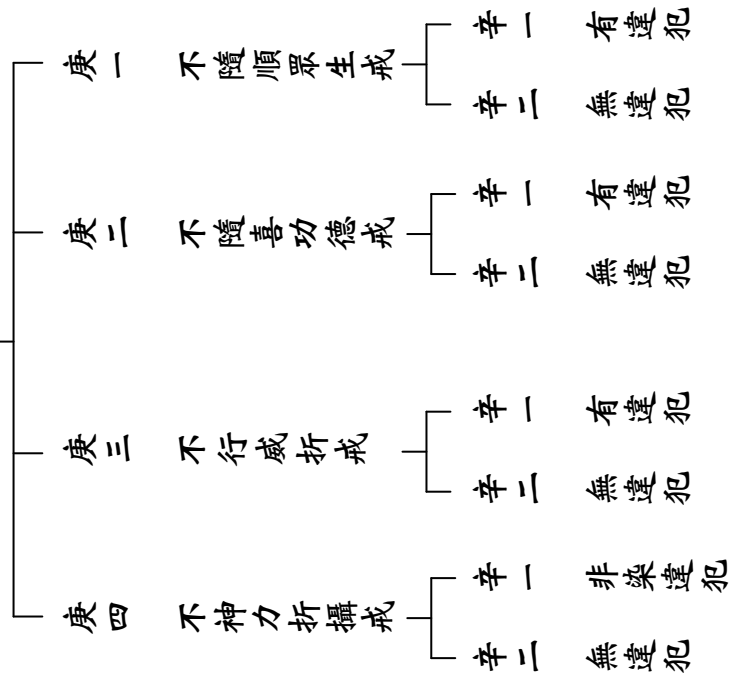 庚一 不隨順眾生戒
辛一 有違犯
辛二 無違犯
庚二 不隨喜功德戒
辛一 有違犯
辛二 無違犯
庚三 不行威折戒
辛一 有違犯
辛二 無違犯
庚四 不神力折攝戒
辛一 非染違犯
辛二 無違犯